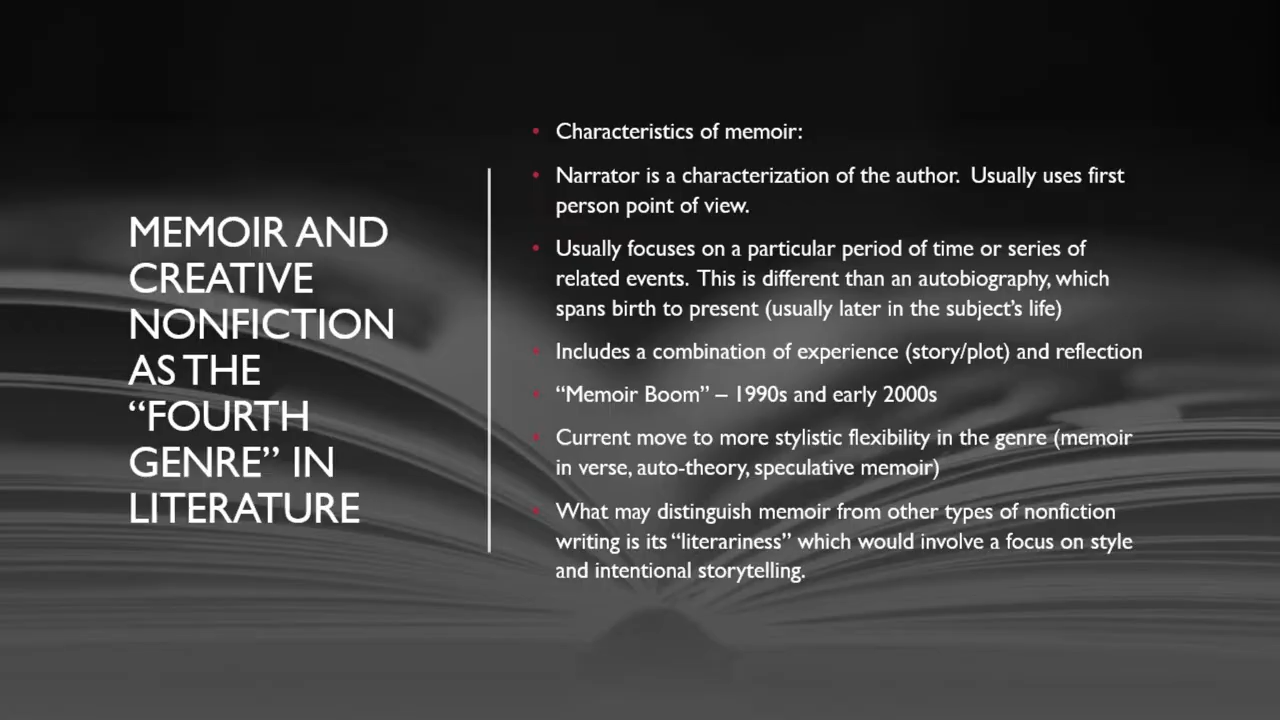 MEMOIR AND
CREATIVE
NONFICTION
AS THE
“FOURTH
GENRE” IN
LITERATURE
• Characteristics of memoir:
• Narrator is a characterization of the author.  Usually uses first
person point of view.
• Usually focuses on a particular period of time or series of
related events.  This is different than an autobiography, which
spans birth to present (usually later in the subject’s life)
• Includes a combination of experience (story/plot) and reflection
• “Memoir Boom” – 1990s and early 2000s
• Current move to more stylistic flexibility in the genre (memoir
in verse, auto-theory, speculative memoir)
• What may distinguish memoir from other types of nonfiction
writing is its “literariness” which would involve a focus on style
and intentional storytelling.